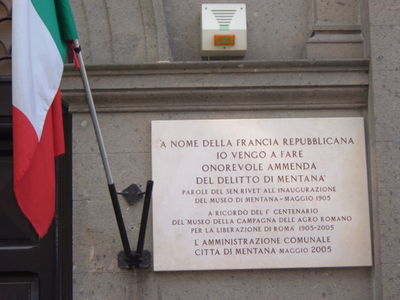 "A NOME DELLA FRANCIA REPUBBLICANA
IO VENGO A FARE
ONOREVOLE AMMENDA
DEL DELITTO DI MENTANA"
PAROLE DEL SEN. RIVET ALL'INAUGURAZIONE
DEL MUSEO DI MENTANA - MAGGIO 1905
A RICORDO DEL I° CENTENARIO
DEL "MUSEO DELLA CAMPAGNA DELL'AGRO ROMANO
PER LA LIBERAZIONE DI ROMA" 1905-2005
L'AMMINISTRAZIONE COMUNALE
CITTÀ DI MENTANA MAGGIO 2005